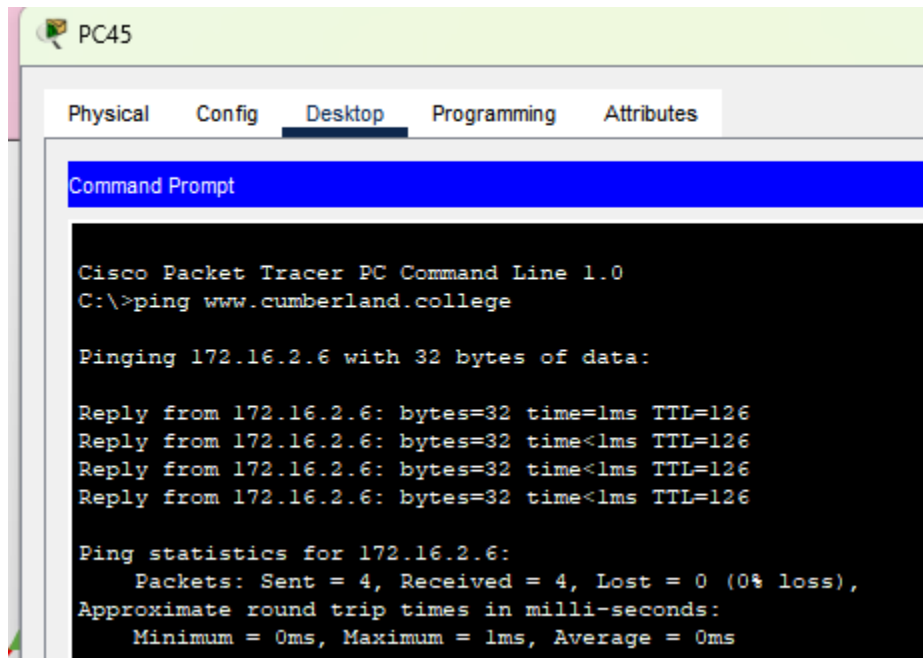 PC45
Physical Config Desktop Programming Attributes
Command Prompt
Cisco Packet Tracer PC Command Line 1.0
C:\>ping www.cumberland.college
Pinging 172.16.2.6 with 32 bytes of data:
Reply from 172.16.2.6: bytes=32 time=1ms TTL=126
Reply from 172.16.2.6: bytes=32 time<1ms TTL=126
Reply from 172.16.2.6: bytes=32 time<1ms TTL=126
Reply from 172.16.2.6: bytes=32 time<1ms TTL=126
Ping statistics for 172.16.2.6:
Packets: Sent = 4, Received = 4, Lost = 0 (0% loss),
Approximate round trip times in milli-seconds:
Minimum = 0ms, Maximum = 1ms, Average = 0ms